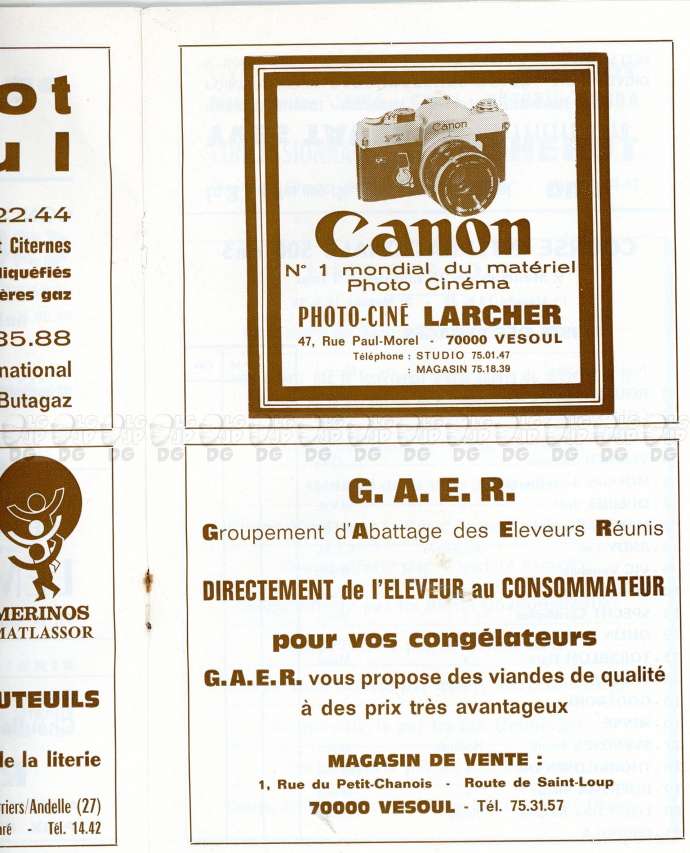 ot
u l
22.44
t Citernes
liquéfiés
ères gaz
85.88
national
Butagaz
MERINOS
MATLASSOR
UTEUILS
de la literie
riers/Andelle (27)
aré - Tél. 14.42
Canon
FT
Canon
N° 1 mondial du matériel
Photo Cinéma
PHOTO-CINÉ LARCHER
47, Rue Paul-Morel - 70000 VESOUL
Téléphone : STUDIO 75.01.47
: MAGASIN 75.18.39
G. A. E. R.
Groupement d'Abattage des Eleveurs Réunis
DIRECTEMENT de l'ELEVEUR au CONSOMMATEUR
pour vos congélateurs
G.A.E.R. vous propose des viandes de qualité
à des prix très avantageux
MAGASIN DE VENTE :
1, Rue du Petit-Chanois - Route de Saint-Loup
70000 VESOUL - Tél. 75.31.57